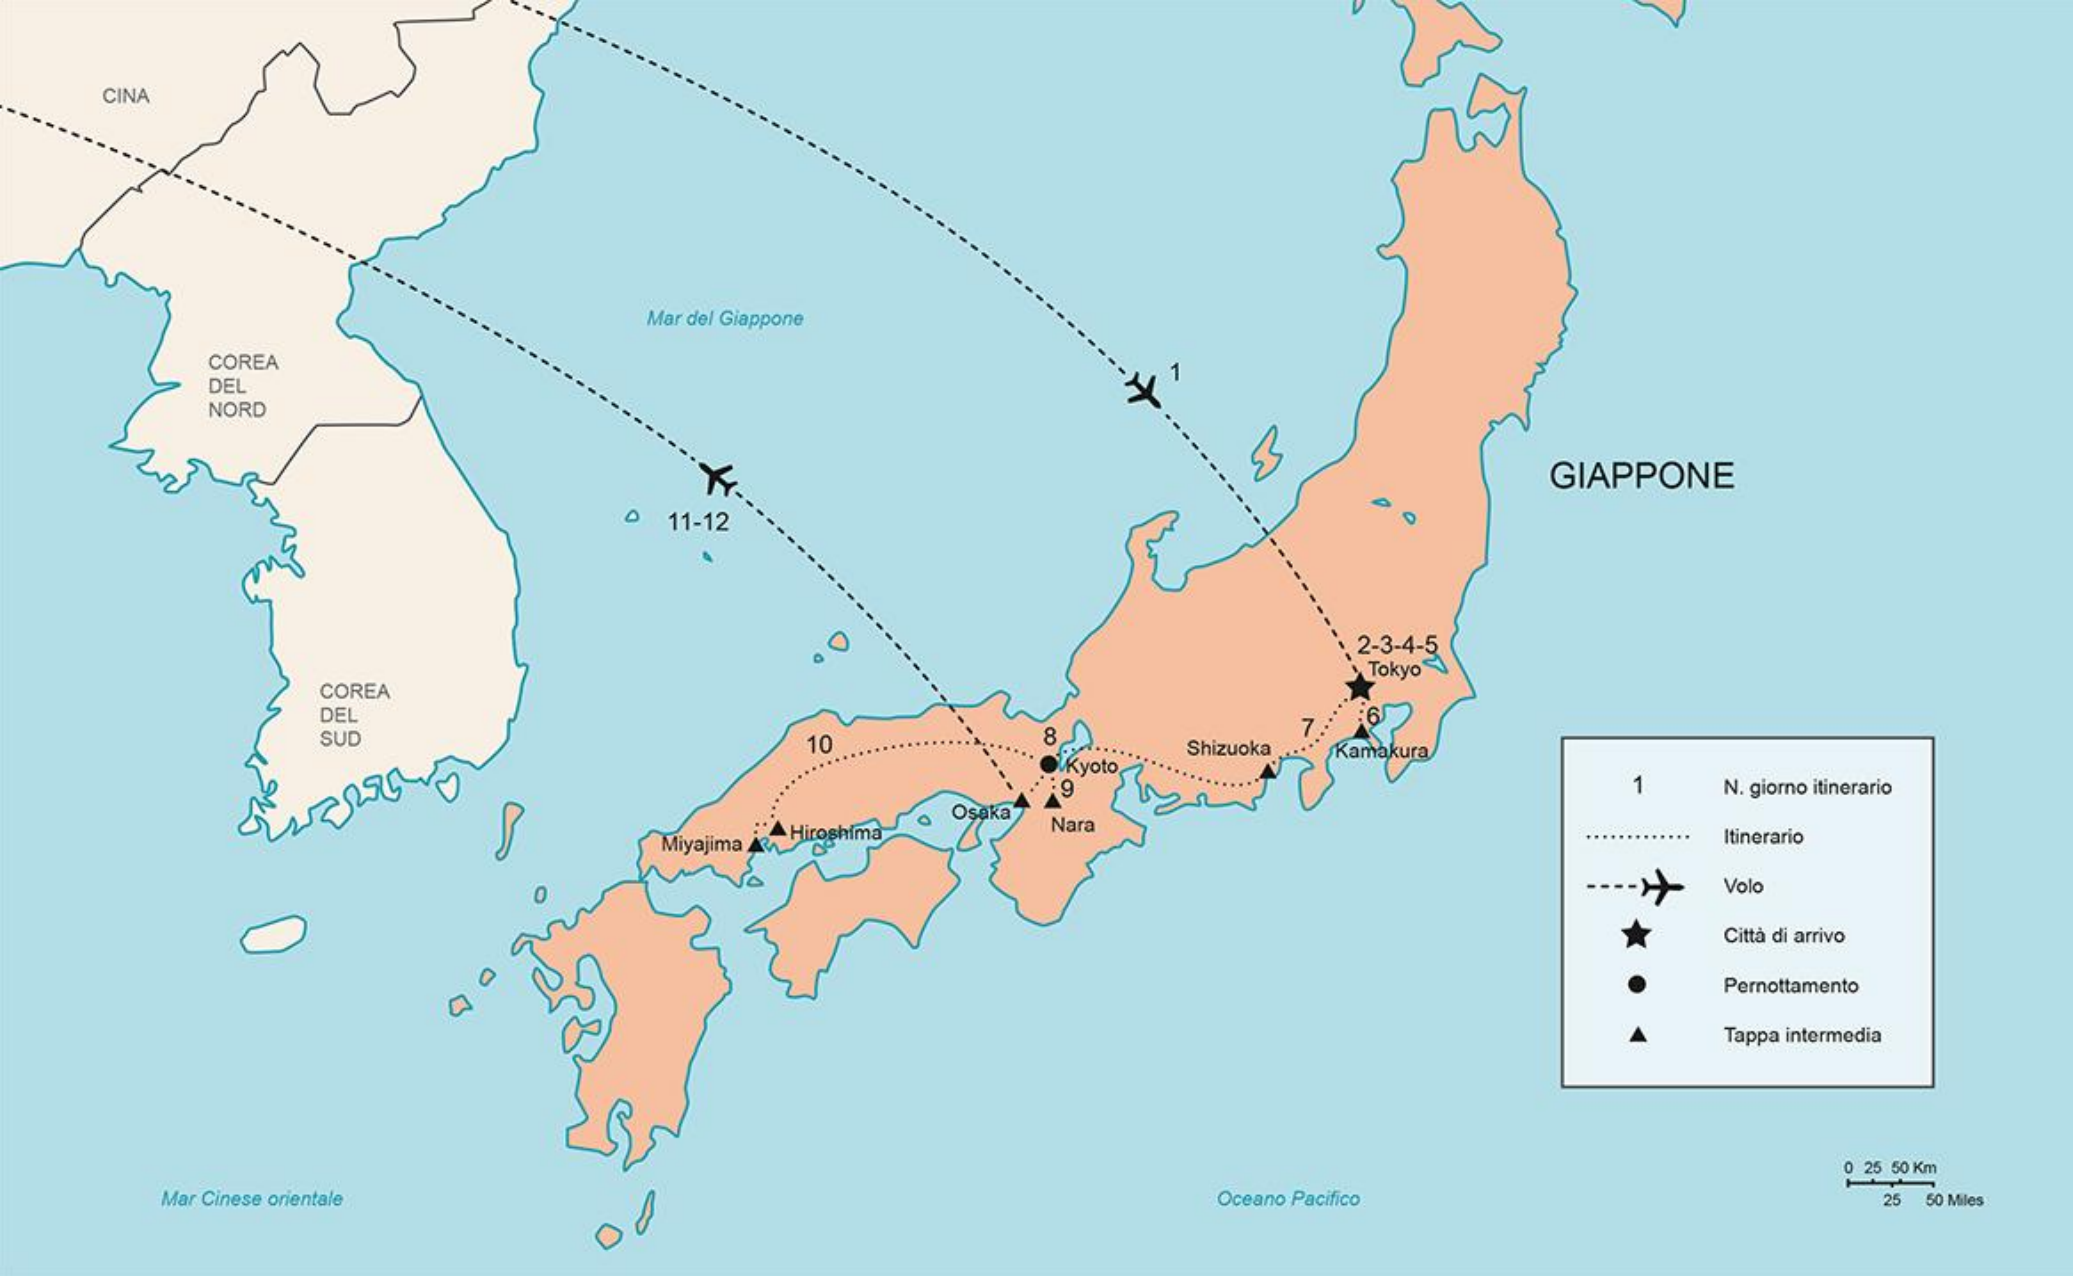 CINA
1
Mar del Giappone
COREA
DEL
NORD
GIAPPONE
11-12
2-3-4-5
Tokyo
COREA
DEL
SUD
6
7
8
10
Shizuoka
Kamakura
Kyoto
9
Osaka
Nara
Hiroshima
Miyajima
1 N. giorno itinerario
Itinerario
Volo
Città di arrivo
Pernottamento
Tappa intermedia
0 25 50 Km
25 50 Miles
Mar Cinese orientale
Oceano Pacifico